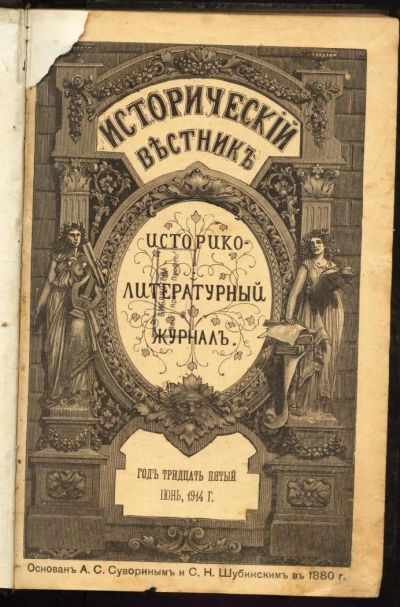 ИСТОРИЧЕСКІЙ
ВѢСТНИКЪ
ИСТОРИКО-
ЛИТЕРАТУРНЫЙ
ЖУРНАЛЪ.
ГОДЪ ТРИДЦАТЬ ПЯТЫЙ
ІЮНЬ, 1914 Г.
Основанъ А. С. Суворинымъ и С. Н. Шубинскимъ въ 1880 г.